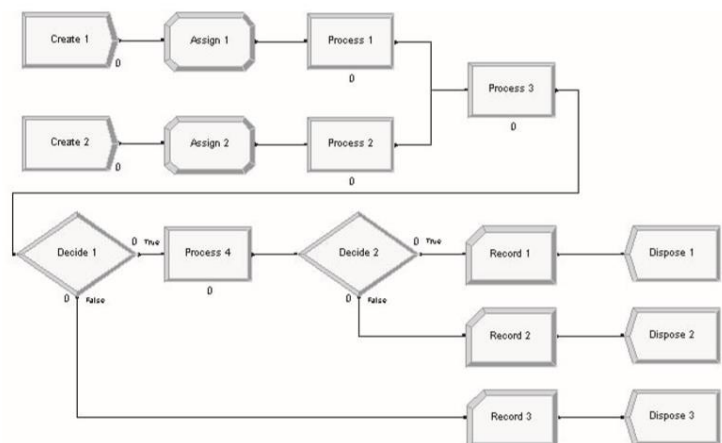 Create 1
0
Assign 1
Process 1
0
Process 3
0
Create 2
0
Assign 2
Process 2
0
Decide 1
0 True
0 False
Process 4
0
Decide 2
0 True
0 False
Record 1
Dispose 1
Record 2
Dispose 2
Record 3
Dispose 3